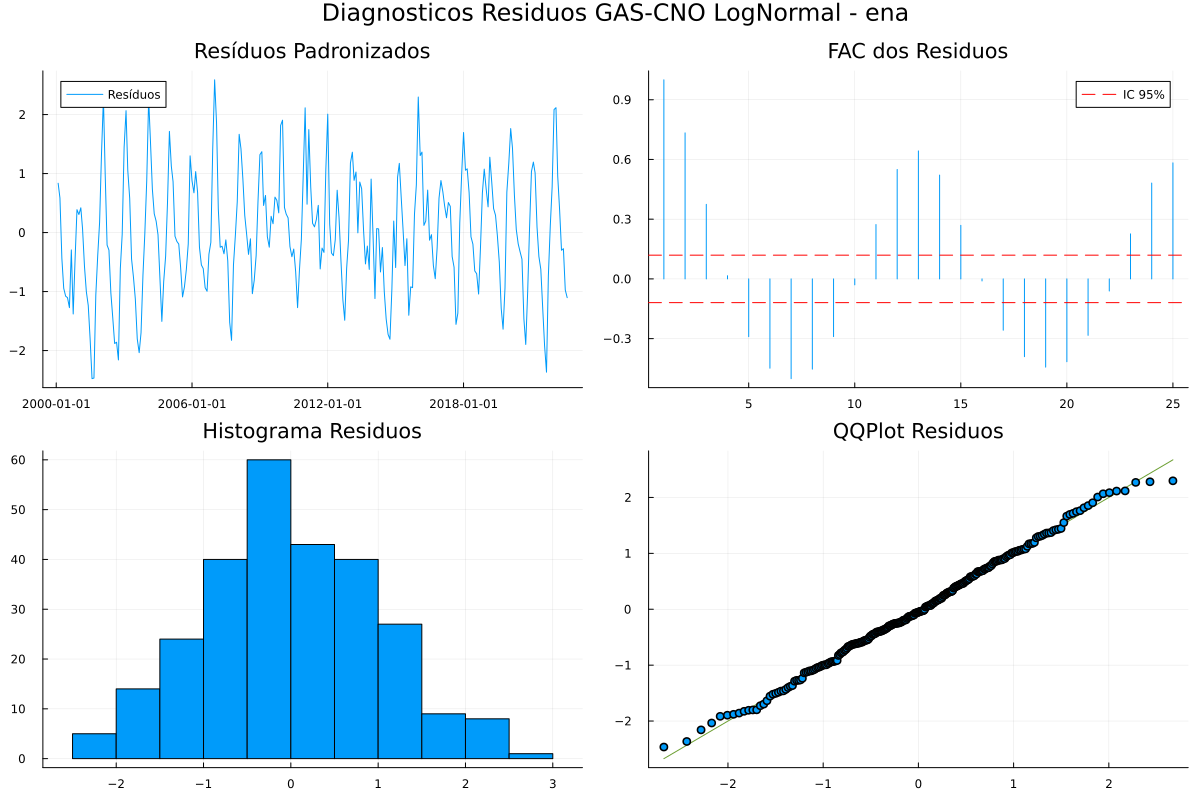 Diagnosticos Residuos GAS-CNO LogNormal - ena
Resíduos Padronizados
Resíduos
2
1
0
−1
−2
2000-01-01 2006-01-01 2012-01-01 2018-01-01
FAC dos Residuos
IC 95%
0.9
0.6
0.3
0.0
−0.3
5 10 15 20 25
Histograma Residuos
60
50
40
30
20
10
0
−2 −1 0 1 2 3
QQPlot Residuos
2
1
0
−1
−2
−2 −1 0 1 2